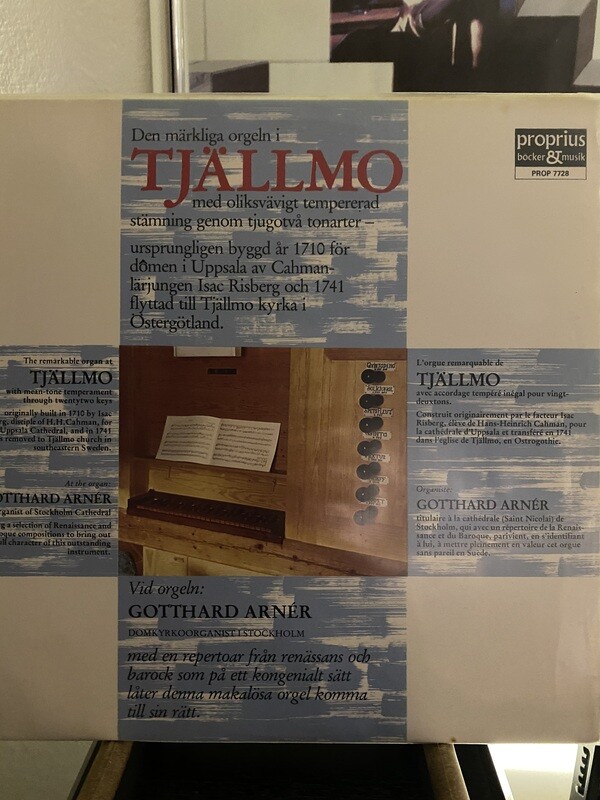 Den märkliga orgeln i
TJÄLLMO
med oliksvävigt tempererad
stämning genom tjugotvå tonarter –
ursprungligen byggd år 1710 för
domen i Uppsala av Cahman-
lärjungen Isac Risberg och 1741
flyttad till Tjällmo kyrka i
Östergötland.
proprius
böcker & musik
PROP 7728
The remarkable organ at
TJÄLLMO
with mean-tone temperament
through twentytwo keys
originally built in 1710 by Isac
disciple of H.H. Cahman, for
Uppsala Cathedral, and in 1741
removed to Tjällmo church in
southeastern Sweden.
At the organ:
OTTHARD ARNÉR
rganist of Stockholm Cathedral
a selection of Renaissance and
oque compositions to bring out
ll character of this outstanding
instrument.
L'orgue remarquable de
TJÄLLMO
avec accordage tempéré inégal pour vingt-
deuxtons.
Construit originairement par le facteur Isac
Risberg, élève de Hans-Heinrich Cahman, pour
la cathédrale d'Uppsala et transféré en 1741
dans l'église de Tjällmo, en Ostrogothie.
Organiste:
GOTTHARD ARNÉR
titulaire à la cathédrale (Saint Nicolai) de
Stockholm, qui avec un répertoire de la Renais-
sance et du Baroque, parivient, en s'identifiant
à lui, à mettre pleinement en valeur cet orgue
sans pareil en Suède.
Vid orgeln:
GOTTHARD ARNÉR
DOMKYRKOORGANIST I STOCKHOLM
med en repertoar från renässans och
barock som på ett kongenialt sätt
låter denna makalösa orgel komma
till sin rätt.